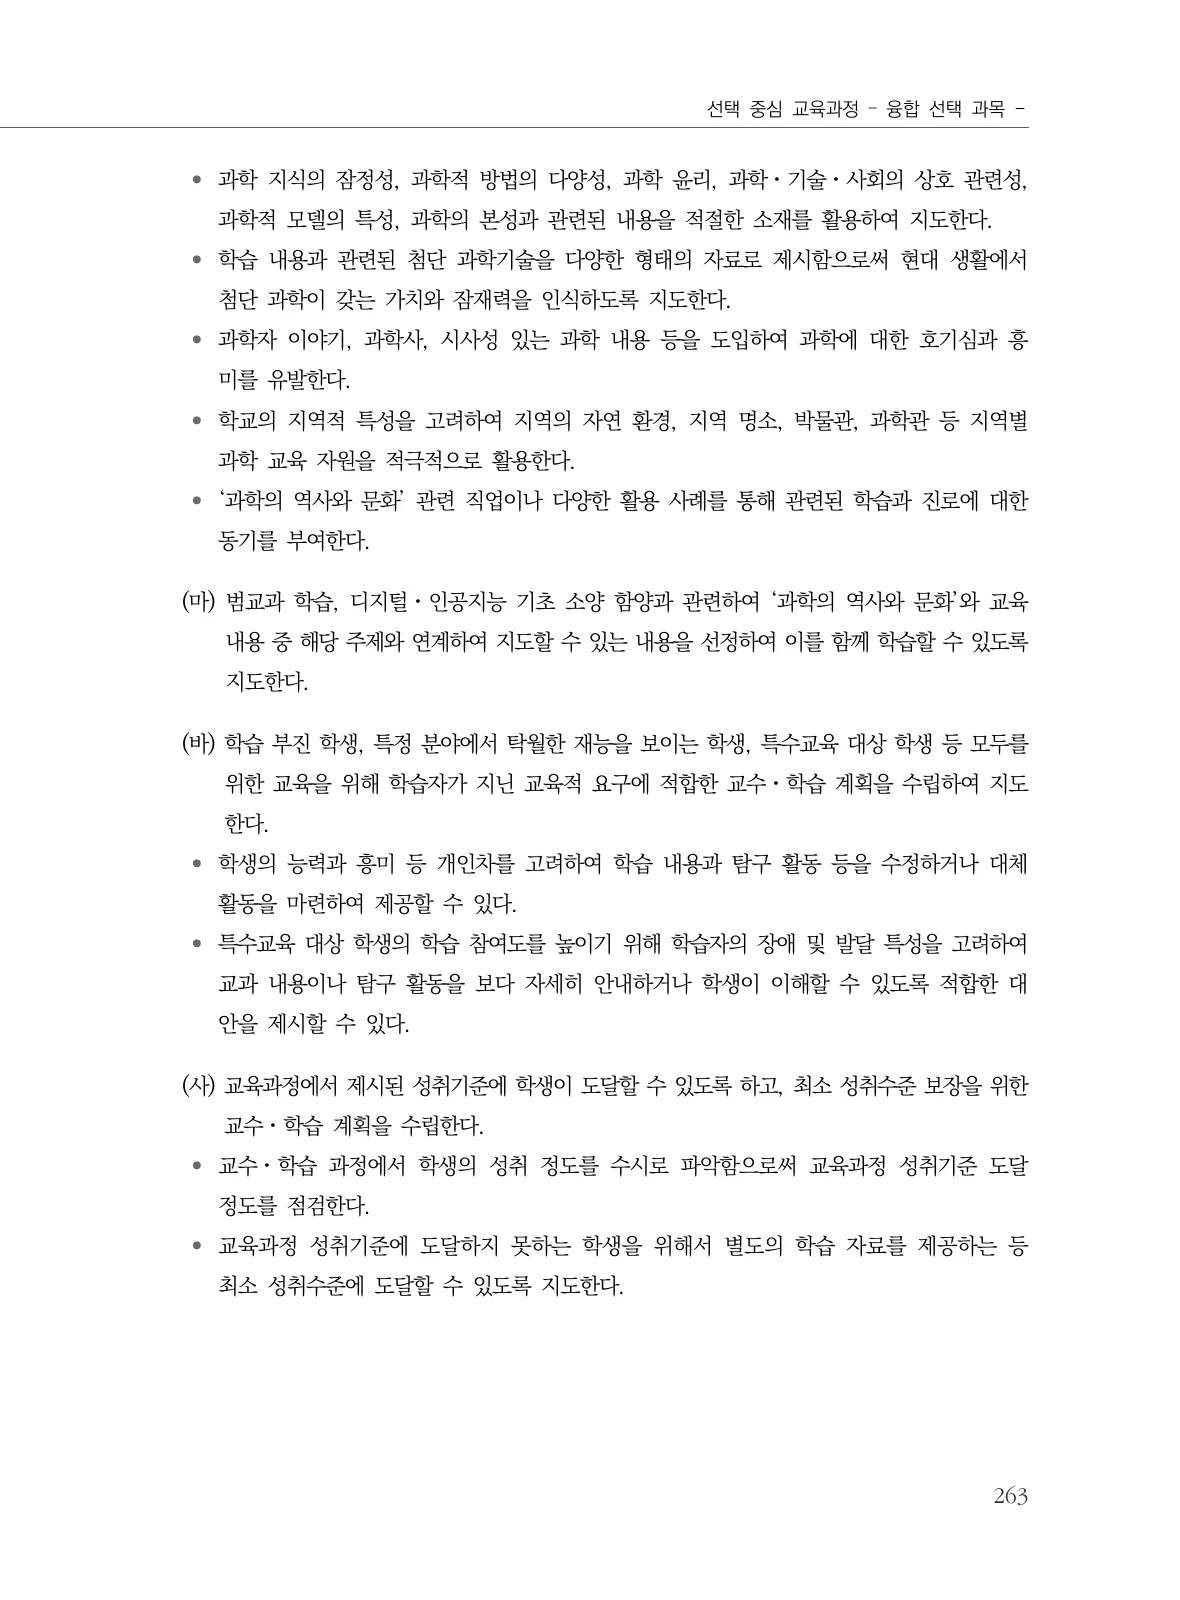 선택 중심 교육과정 - 융합 선택 과목 -
● 과학 지식의 잠정성, 과학적 방법의 다양성, 과학 윤리, 과학·기술·사회의 상호 관련성,
과학적 모델의 특성, 과학의 본성과 관련된 내용을 적절한 소재를 활용하여 지도한다.
● 학습 내용과 관련된 첨단 과학기술을 다양한 형태의 자료로 제시함으로써 현대 생활에서
첨단 과학이 갖는 가치와 잠재력을 인식하도록 지도한다.
● 과학자 이야기, 과학사, 시사성 있는 과학 내용 등을 도입하여 과학에 대한 호기심과 흥
미를 유발한다.
● 학교의 지역적 특성을 고려하여 지역의 자연 환경, 지역 명소, 박물관, 과학관 등 지역별
과학 교육 자원을 적극적으로 활용한다.
● ‘과학의 역사와 문화’ 관련 직업이나 다양한 활용 사례를 통해 관련된 학습과 진로에 대한
동기를 부여한다.
(마) 범교과 학습, 디지털·인공지능 기초 소양 함양과 관련하여 ‘과학의 역사와 문화’와 교육
내용 중 해당 주제와 연계하여 지도할 수 있는 내용을 선정하여 이를 함께 학습할 수 있도록
지도한다.
(바) 학습 부진 학생, 특정 분야에서 탁월한 재능을 보이는 학생, 특수교육 대상 학생 등 모두를
위한 교육을 위해 학습자가 지닌 교육적 요구에 적합한 교수·학습 계획을 수립하여 지도
한다.
● 학생의 능력과 흥미 등 개인차를 고려하여 학습 내용과 탐구 활동 등을 수정하거나 대체
활동을 마련하여 제공할 수 있다.
● 특수교육 대상 학생의 학습 참여도를 높이기 위해 학습자의 장애 및 발달 특성을 고려하여
교과 내용이나 탐구 활동을 보다 자세히 안내하거나 학생이 이해할 수 있도록 적합한 대
안을 제시할 수 있다.
(사) 교육과정에서 제시된 성취기준에 학생이 도달할 수 있도록 하고, 최소 성취수준 보장을 위한
교수·학습 계획을 수립한다.
● 교수·학습 과정에서 학생의 성취 정도를 수시로 파악함으로써 교육과정 성취기준 도달
정도를 점검한다.
● 교육과정 성취기준에 도달하지 못하는 학생을 위해서 별도의 학습 자료를 제공하는 등
최소 성취수준에 도달할 수 있도록 지도한다.
263